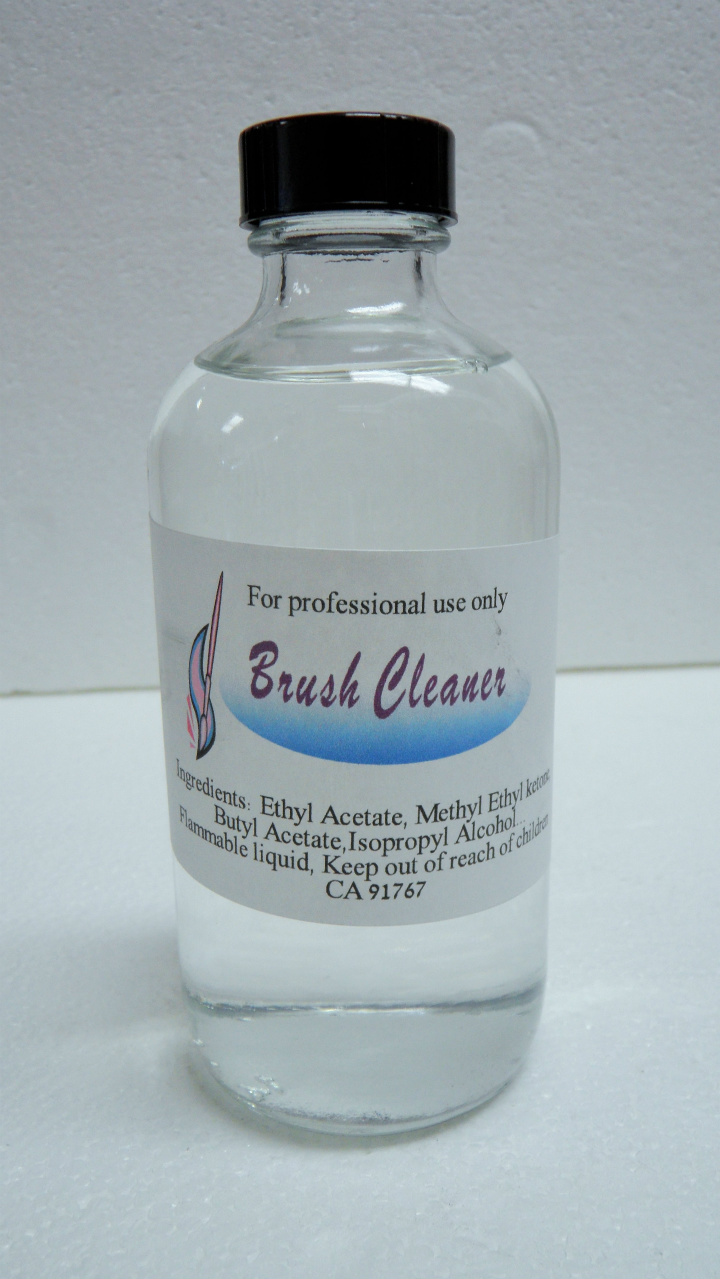 For professional use only
Brush Cleaner
Ingredients: Ethyl Acetate, Methyl Ethyl ketone
Butyl Acetate,Isopropyl Alcohol...
Flammable liquid, Keep out of reach of children
CA 91767